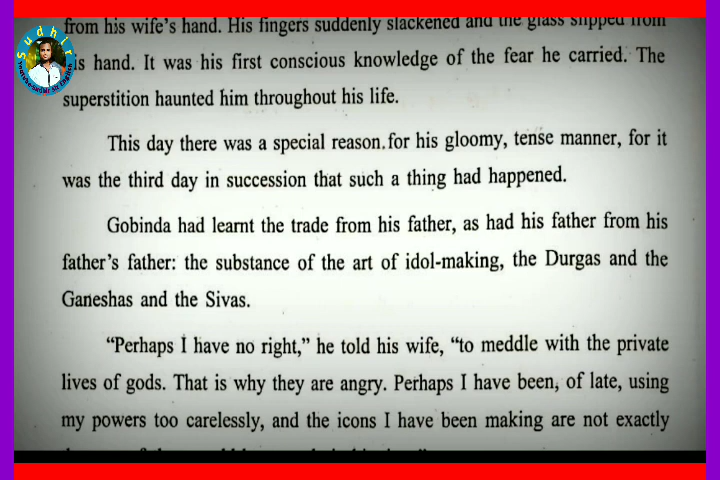 Sudhir
from his wife's hand. His fingers suddenly slackened and the glass slipped from
his hand. It was his first conscious knowledge of the fear he carried. The
superstition haunted him throughout his life.
This day there was a special reason for his gloomy, tense manner, for it
was the third day in succession that such a thing had happened.
Gobinda had learnt the trade from his father, as had his father from his
father's father: the substance of the art of idol-making, the Durgas and the
Ganeshas and the Sivas.
"Perhaps I have no right," he told his wife, "to meddle with the private
lives of gods. That is why they are angry. Perhaps I have been, of late, using
my powers too carelessly, and the icons I have been making are not exactly